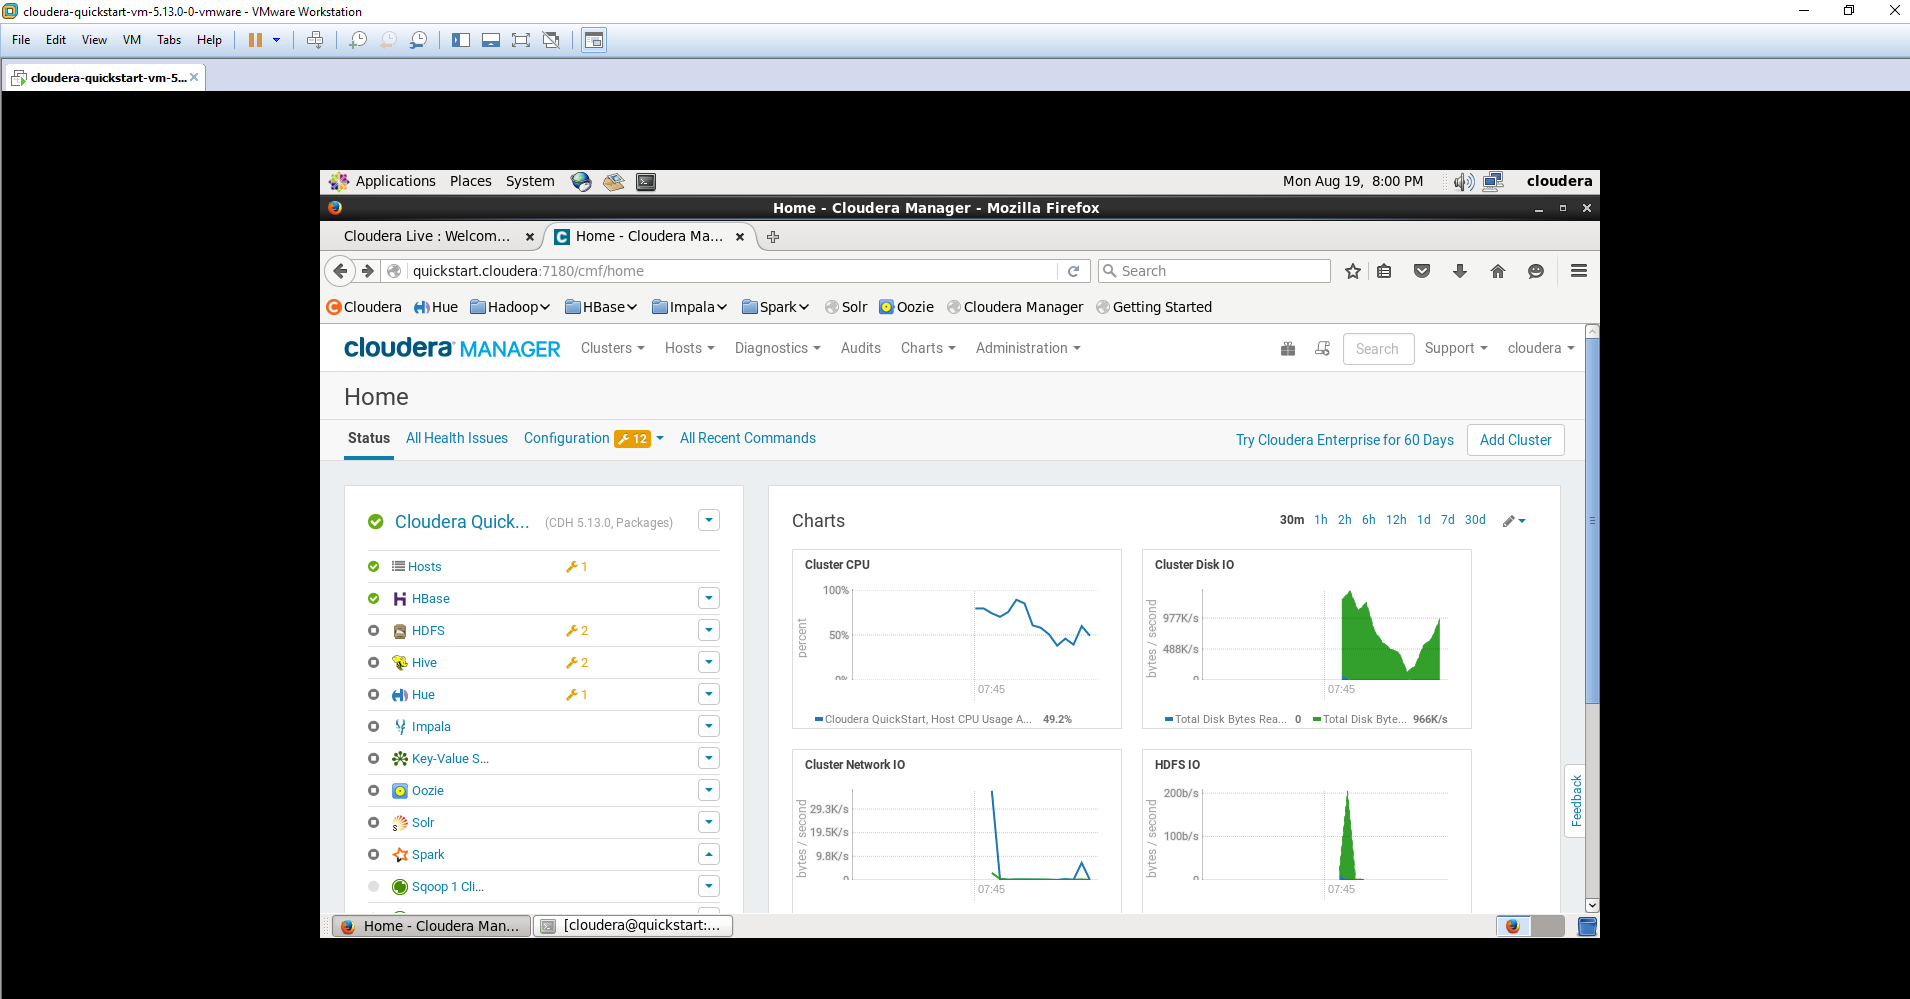 cloudera-quickstart-vm-5.13.0-0-vmware - VMware Workstation
File Edit View VM Tabs Help
cloudera-quickstart-vm-5...
Applications Places System Mon Aug 19, 8:00 PM cloudera
Home - Cloudera Manager - Mozilla Firefox
Cloudera Live : Welcom... Home - Cloudera Ma...
quickstart.cloudera:7180/cmf/home Search
Cloudera Hue Hadoop HBase Impala Spark Solr Oozie Cloudera Manager Getting Started
cloudera MANAGER Clusters Hosts Diagnostics Audits Charts Administration Search Support cloudera
Home
Status All Health Issues Configuration 12 All Recent Commands Try Cloudera Enterprise for 60 Days Add Cluster
Cloudera Quick... (CDH 5.13.0, Packages)
Hosts 1
HBase
HDFS 2
Hive 2
Hue 1
Impala
Key-Value S...
Oozie
Solr
Spark
Sqoop 1 Cli...
Charts 30m 1h 2h 6h 12h 1d 7d 30d
Cluster CPU
percent
100%
50%
0%
07:45
Cloudera QuickStart, Host CPU Usage A... 49.2%
Cluster Disk IO
bytes / second
977K/s
488K/s
0
07:45
Total Disk Bytes Rea... 0 Total Disk Byte... 966K/s
Cluster Network IO
bytes / second
29.3K/s
19.5K/s
9.8K/s
0
07:45
HDFS IO
bytes / second
200b/s
100b/s
0
07:45
Feedback
Home - Cloudera Man... [cloudera@quickstart:...